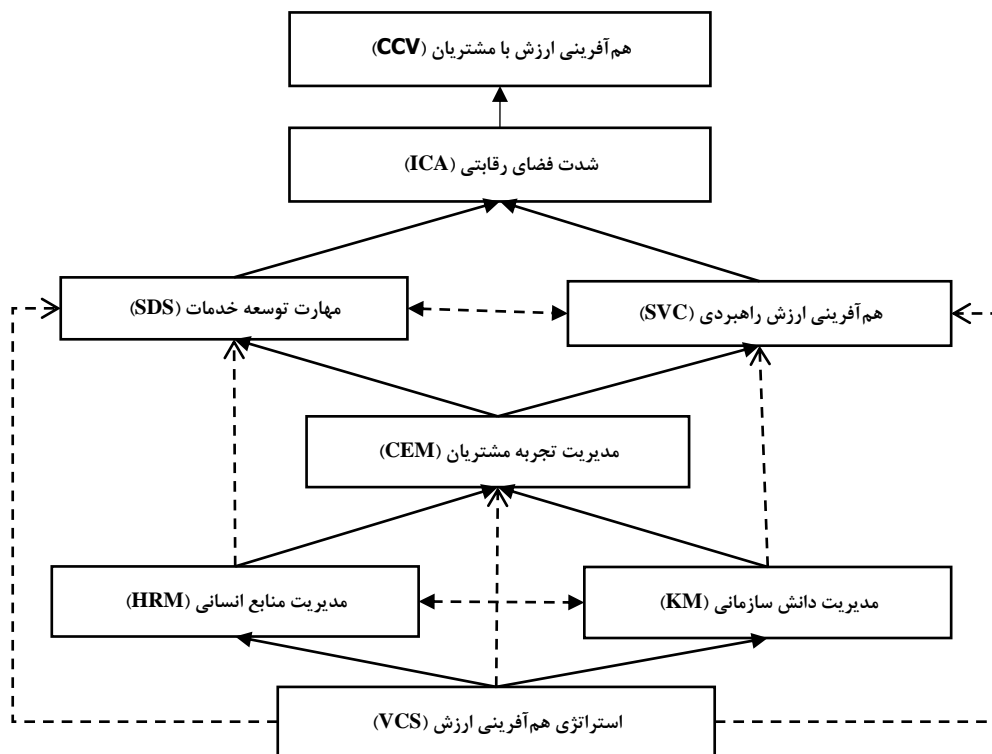 هم‌آفرینی ارزش با مشتریان (CCV)
شدت فضای رقابتی (ICA)
هم‌آفرینی ارزش راهبردی (SVC)
مهارت توسعه خدمات (SDS)
مدیریت تجربه مشتریان (CEM)
مدیریت دانش سازمانی (KM)
مدیریت منابع انسانی (HRM)
استراتژی هم‌آفرینی ارزش (VCS)